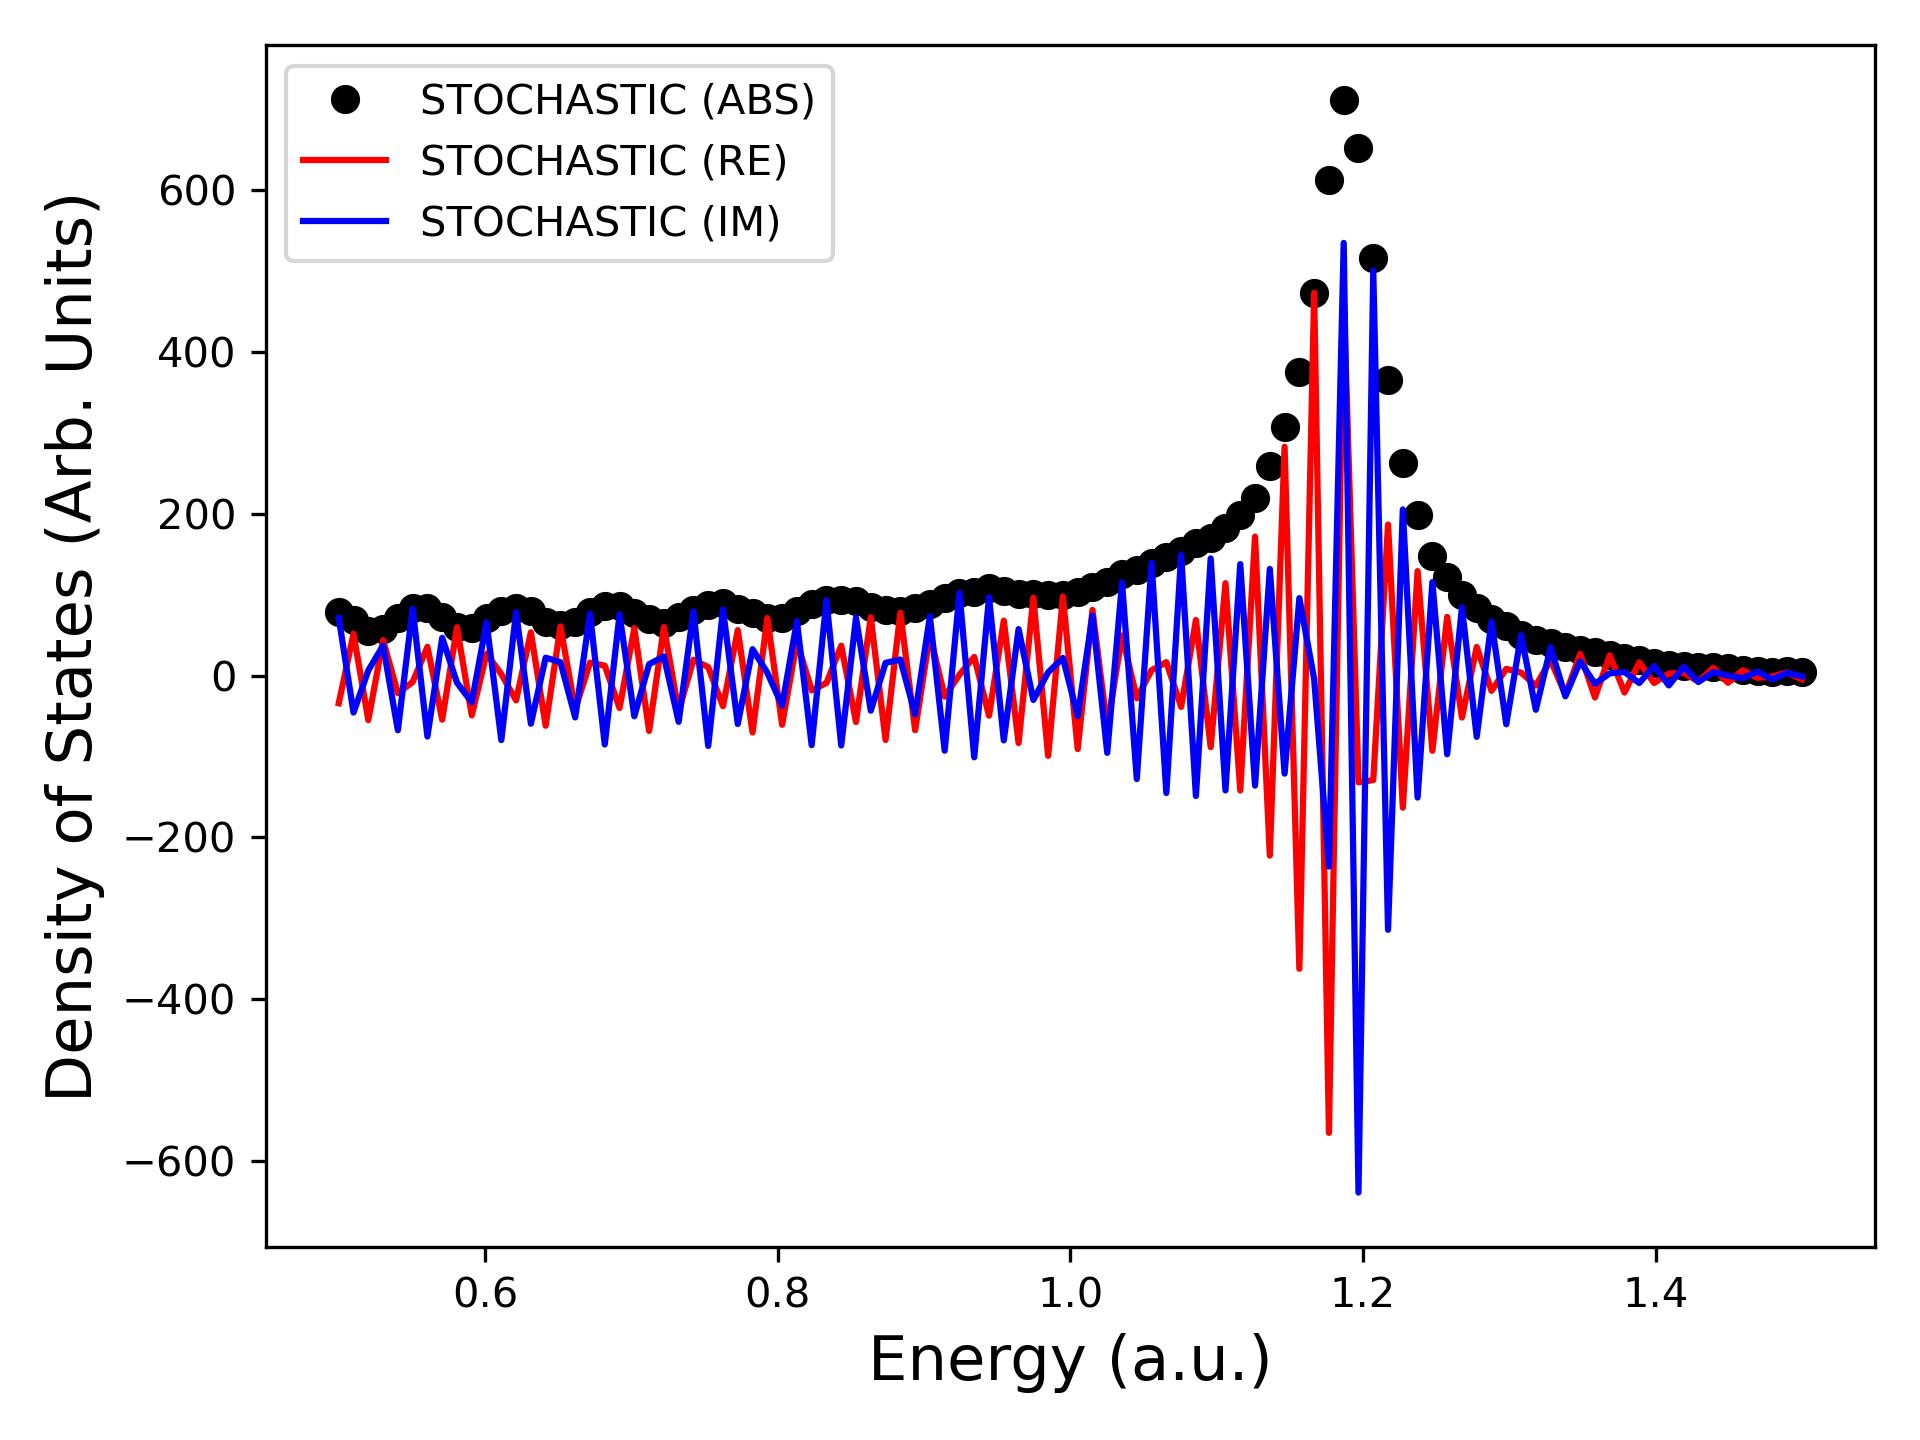 STOCHASTIC (ABS)
STOCHASTIC (RE)
STOCHASTIC (IM)
Density of States (Arb. Units)
600
400
200
0
−200
−400
−600
0.6
0.8
1.0
1.2
1.4
Energy (a.u.)